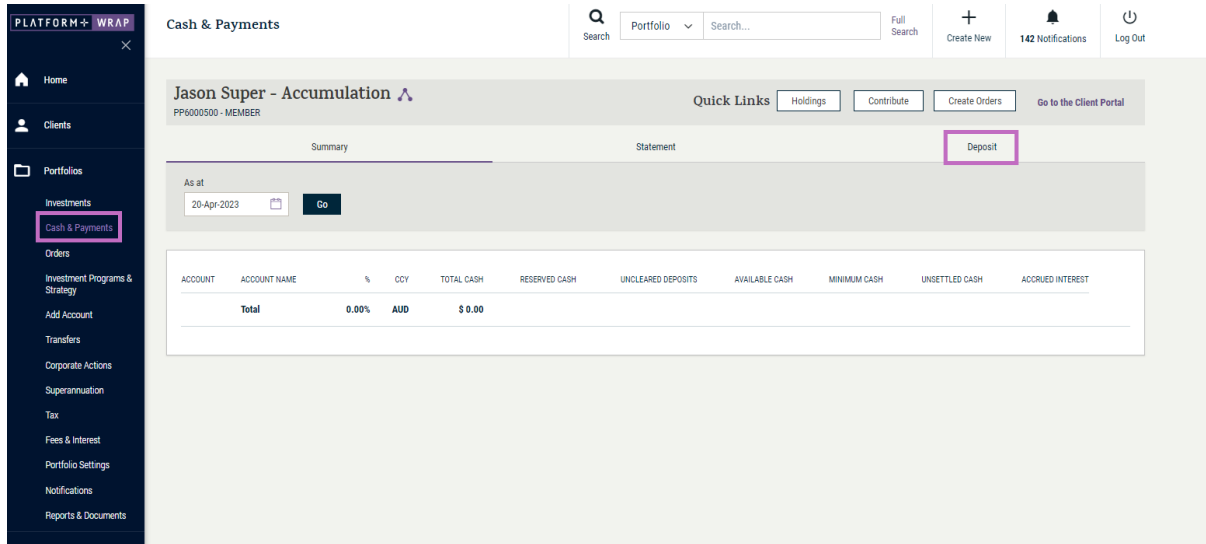 PLATFORM+ WRAP
Home
Clients
Portfolios
Investments
Cash & Payments
Orders
Investment Programs &
Strategy
Add Account
Transfers
Corporate Actions
Superannuation
Tax
Fees & Interest
Portfolio Settings
Notifications
Reports & Documents
Cash & Payments
Search
Portfolio
Search...
Full
Search
Create New
142 Notifications
Log Out
Jason Super - Accumulation
PP6000500 - MEMBER
Quick Links Holdings Contribute Create Orders Go to the Client Portal
Summary Statement Deposit
As at
20-Apr-2023 Go
ACCOUNT ACCOUNT NAME % CCY TOTAL CASH RESERVED CASH UNCLEARED DEPOSITS AVAILABLE CASH MINIMUM CASH UNSETTLED CASH ACCRUED INTEREST
Total 0.00% AUD $ 0.00